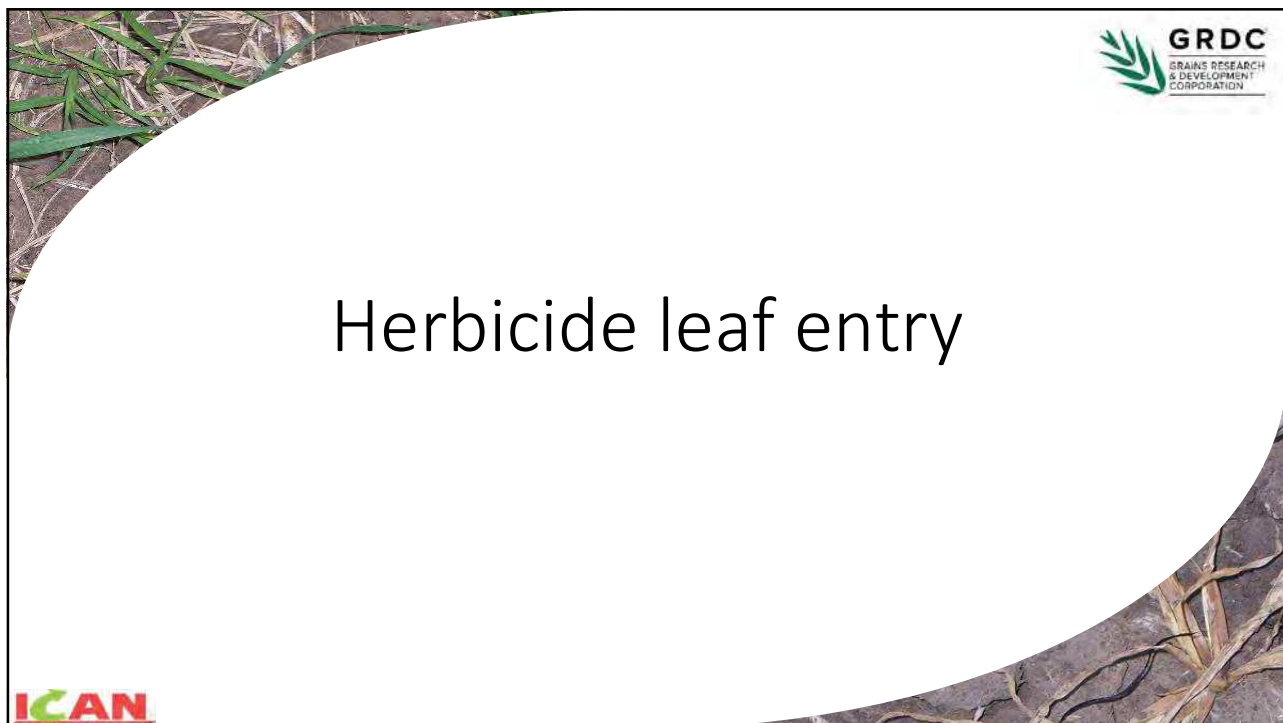 GRDC
GRAINS RESEARCH
& DEVELOPMENT
CORPORATION
Herbicide leaf entry
ICAN